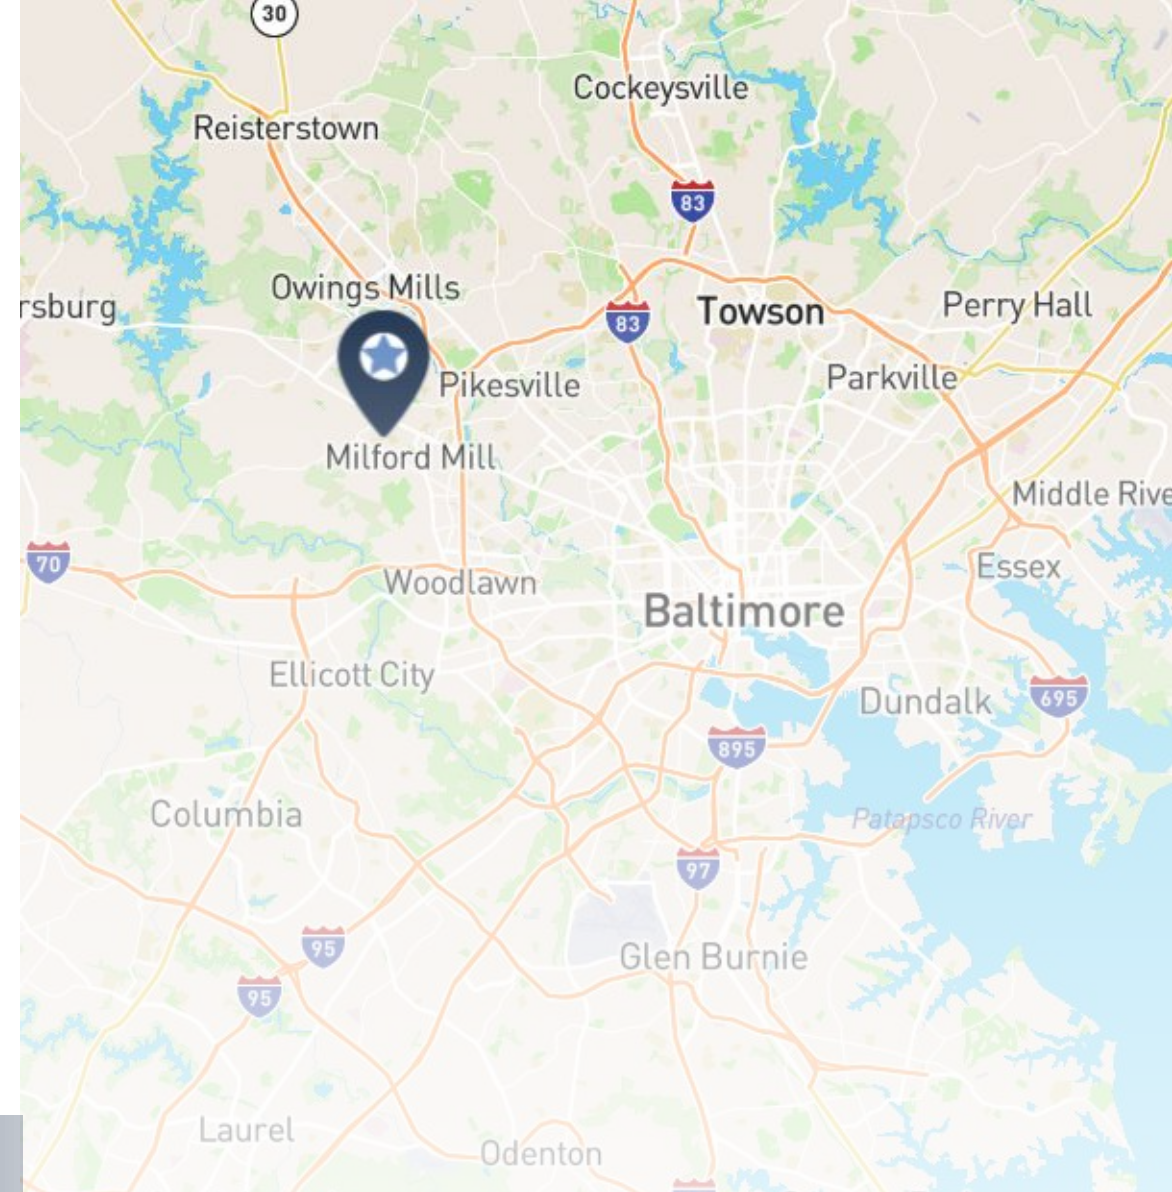 30
Cockeysville
Reisterstown
83
Owings Mills
rsburg
83
Towson
Perry Hall
Pikesville
Parkville
Milford Mill
Middle Rive
70
Woodlawn
Essex
Baltimore
Ellicott City
Dundalk
695
895
Columbia
Patapsco River
97
95
Glen Burnie
95
Laurel
Odenton